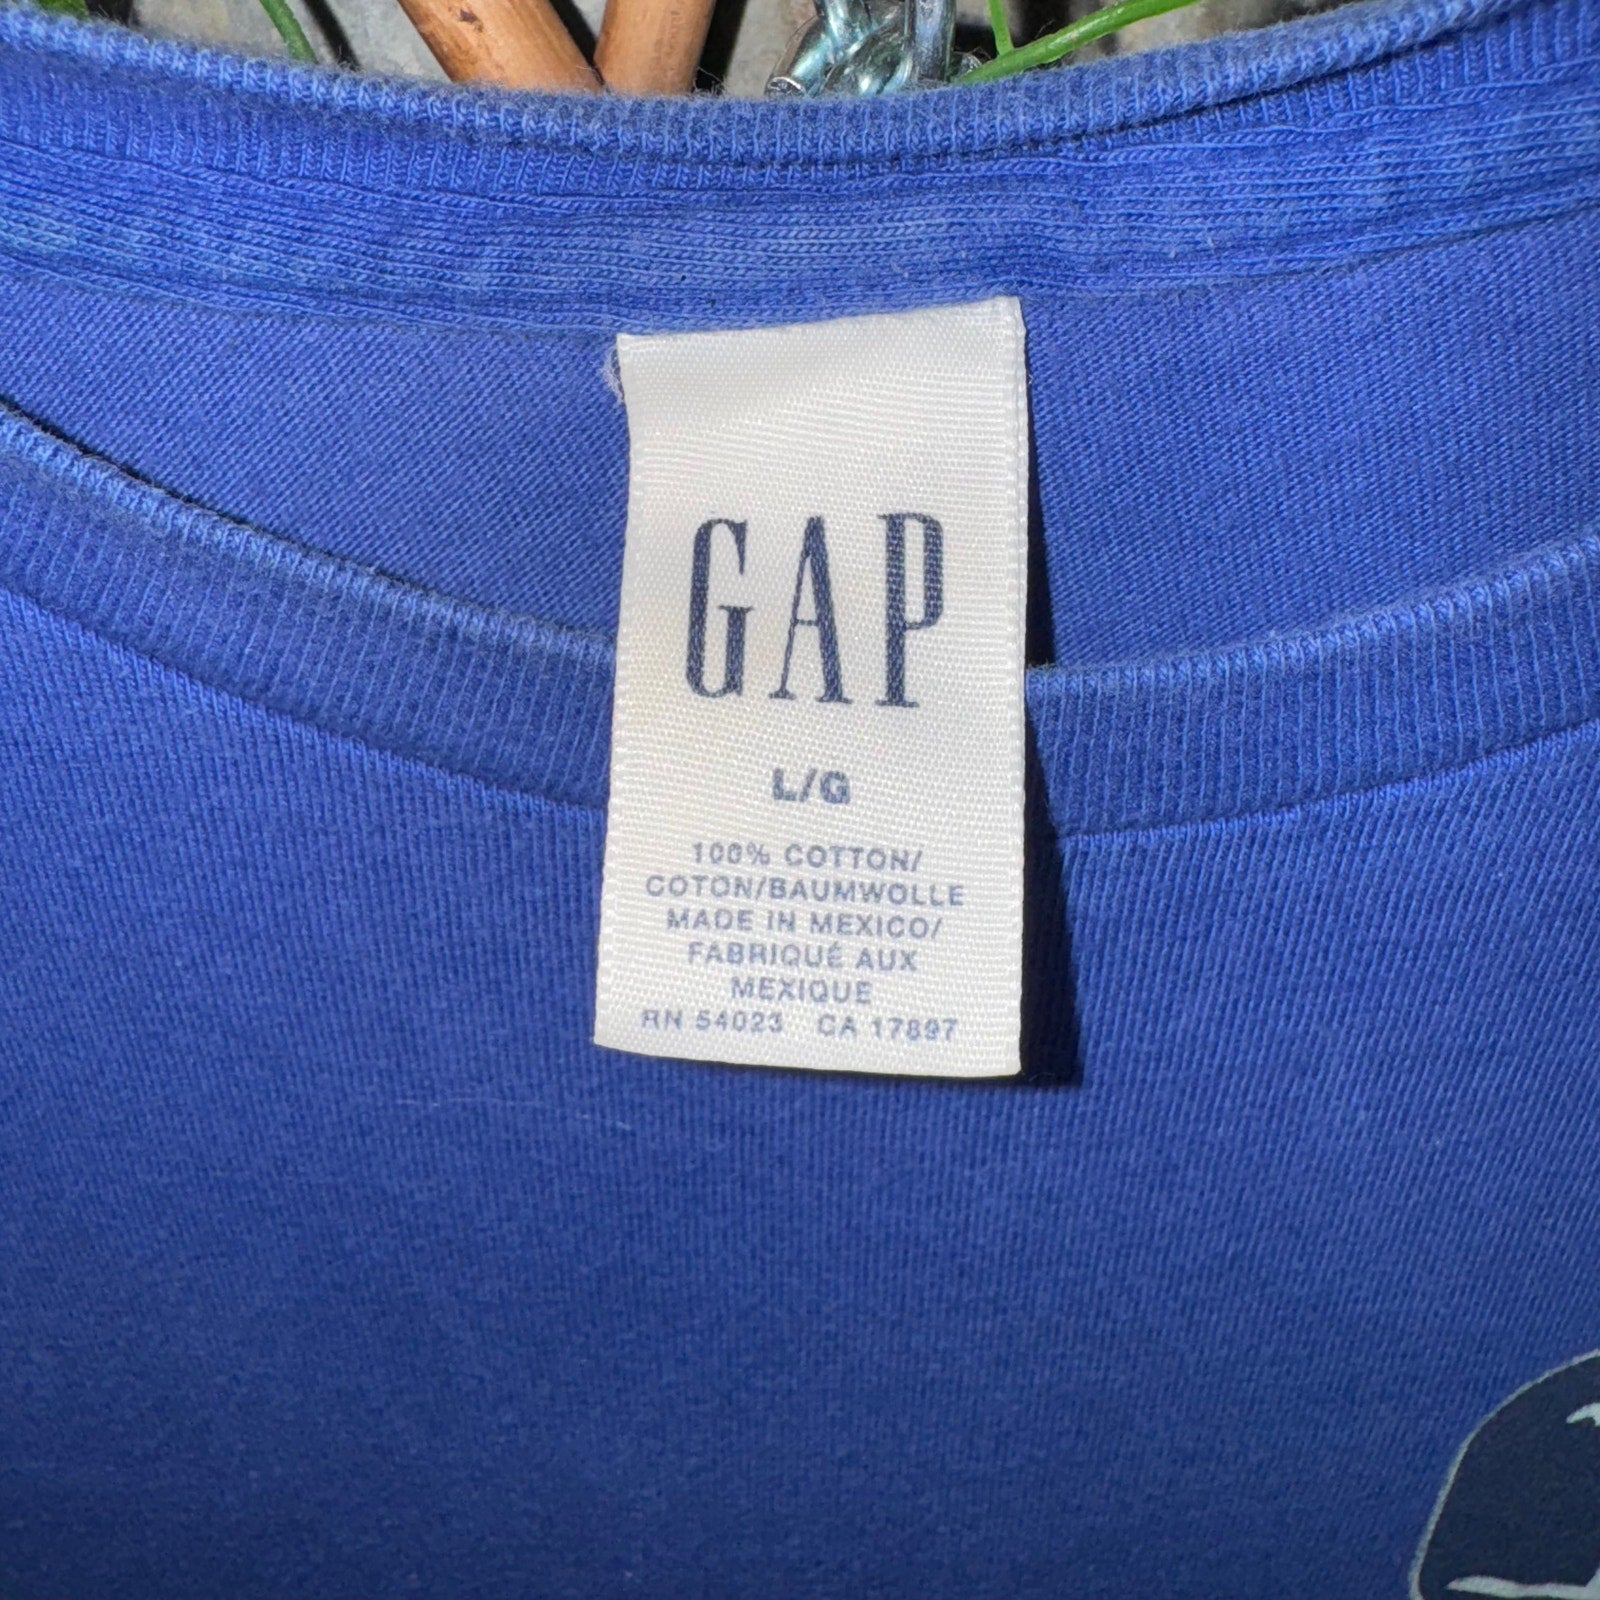 GAP
L/G
100% COTTON/
COTON/BAUMWOLLE
MADE IN MEXICO/
FABRIQUÉ AUX
MEXIQUE
RN 54023 CA 17897